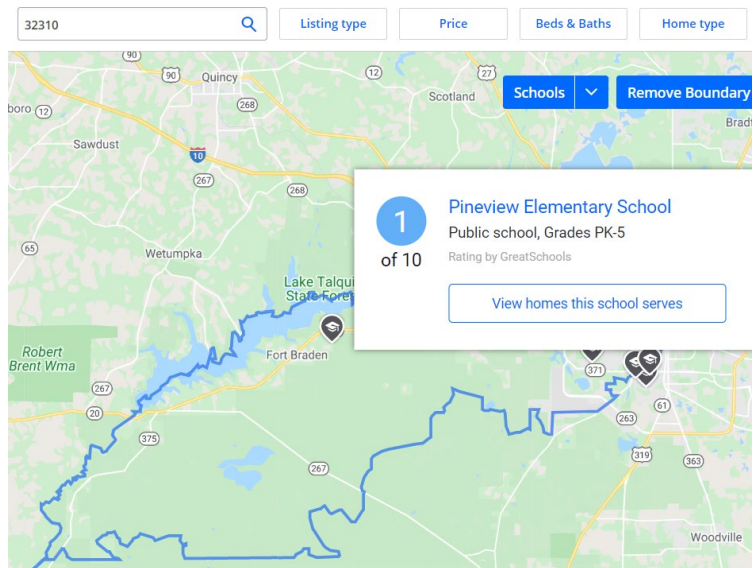 32310
Listing type
Price
Beds & Baths
Home type
90
90
Quincy
12
27
Scotland
Schools
Remove Boundary
boro
12
268
Bradf
Sawdust
10
267
268
1
of 10
Pineview Elementary School
Public school, Grades PK-5
Rating by GreatSchools
View homes this school serves
65
Wetumpka
Lake Talqui
State Fores
Fort Braden
Robert
Brent Wma
371
267
20
61
263
375
319
363
267
Woodville